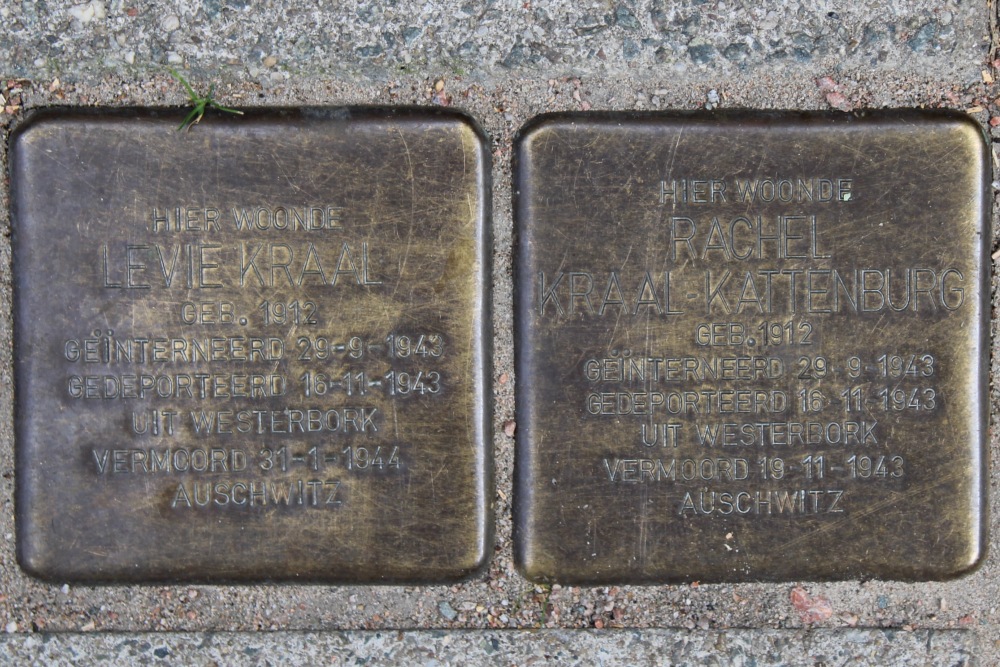 HIER WOONDE
LEVIE KRAAL
GEB. 1912
GEÏNTERNEERD 29-9-1943
GEDEPORTEERD 16-11-1943
UIT WESTERBORK
VERMOORD 31-1-1944
AUSCHWITZ
HIER WOONDE
RACHEL
KRAAL-KATTENBURG
GEB.1912
GEÏNTERNEERD 29.9.1943
GEDEPORTEERD 16.11.1943
UIT WESTERBORK
VERMOORD 19.11-1943
AUSCHWITZ